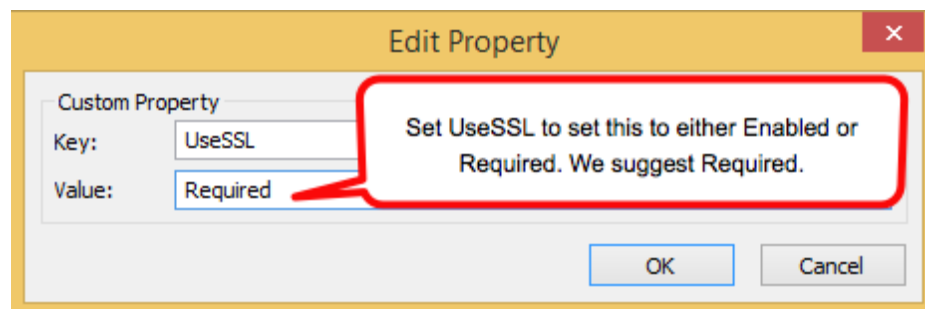 Edit Property
Custom Property
Key: UseSSL
Set UseSSL to set this to either Enabled or
Required. We suggest Required.
Value: Required
OK Cancel